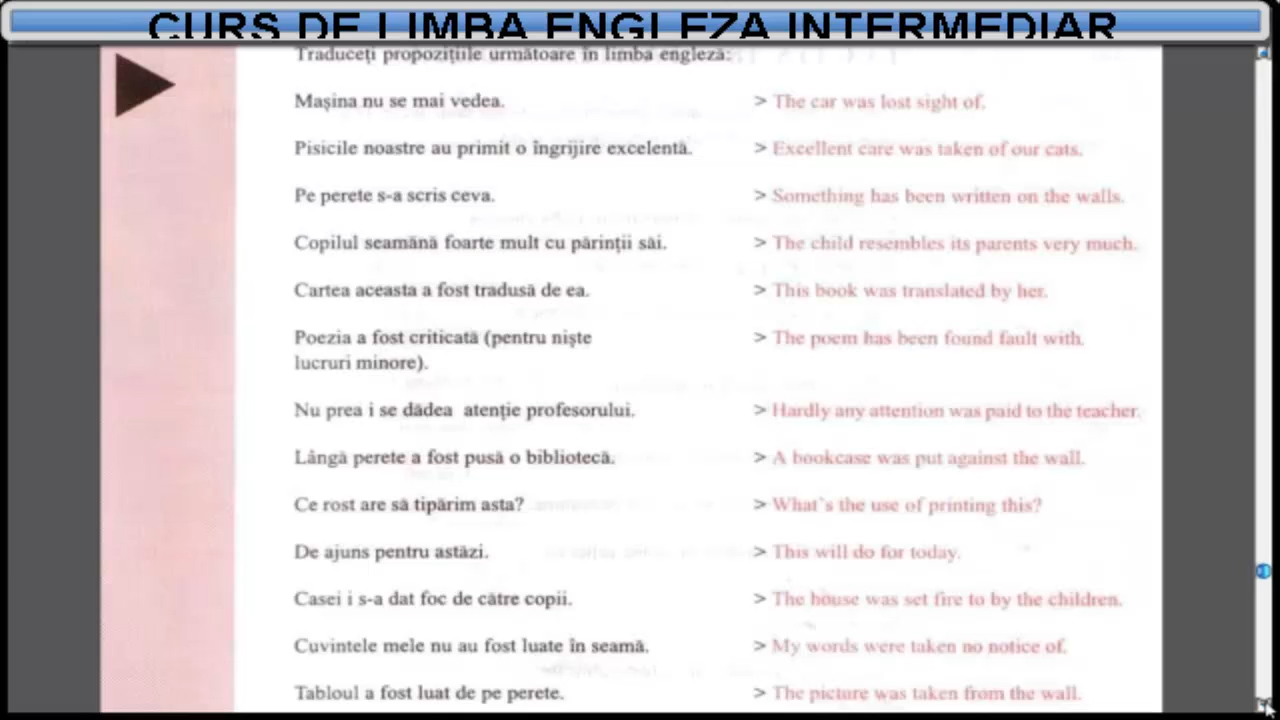 CURS DE LIMBA ENGLEZA INTERMEDIAR
Traduceți propozițiile următoare în limba engleză:
Mașina nu se mai vedea. > The car was lost sight of.
Pisicile noastre au primit o îngrijire excelentă. > Excellent care was taken of our cats.
Pe perete s-a scris ceva. > Something has been written on the walls.
Copilul seamănă foarte mult cu părinții săi. > The child resembles its parents very much.
Cartea aceasta a fost tradusă de ea. > This book was translated by her.
Poezia a fost criticată (pentru niște > The poem has been found fault with.
lucruri minore).
Nu prea i se dădea atenție profesorului. > Hardly any attention was paid to the teacher.
Lângă perete a fost pusă o bibliotecă. > A bookcase was put against the wall.
Ce rost are să tipărim asta? > What's the use of printing this?
De ajuns pentru astăzi. > This will do for today.
Casei i s-a dat foc de către copii. > The house was set fire to by the children.
Cuvintele mele nu au fost luate în seamă. > My words were taken no notice of.
Tabloul a fost luat de pe perete. > The picture was taken from the wall.